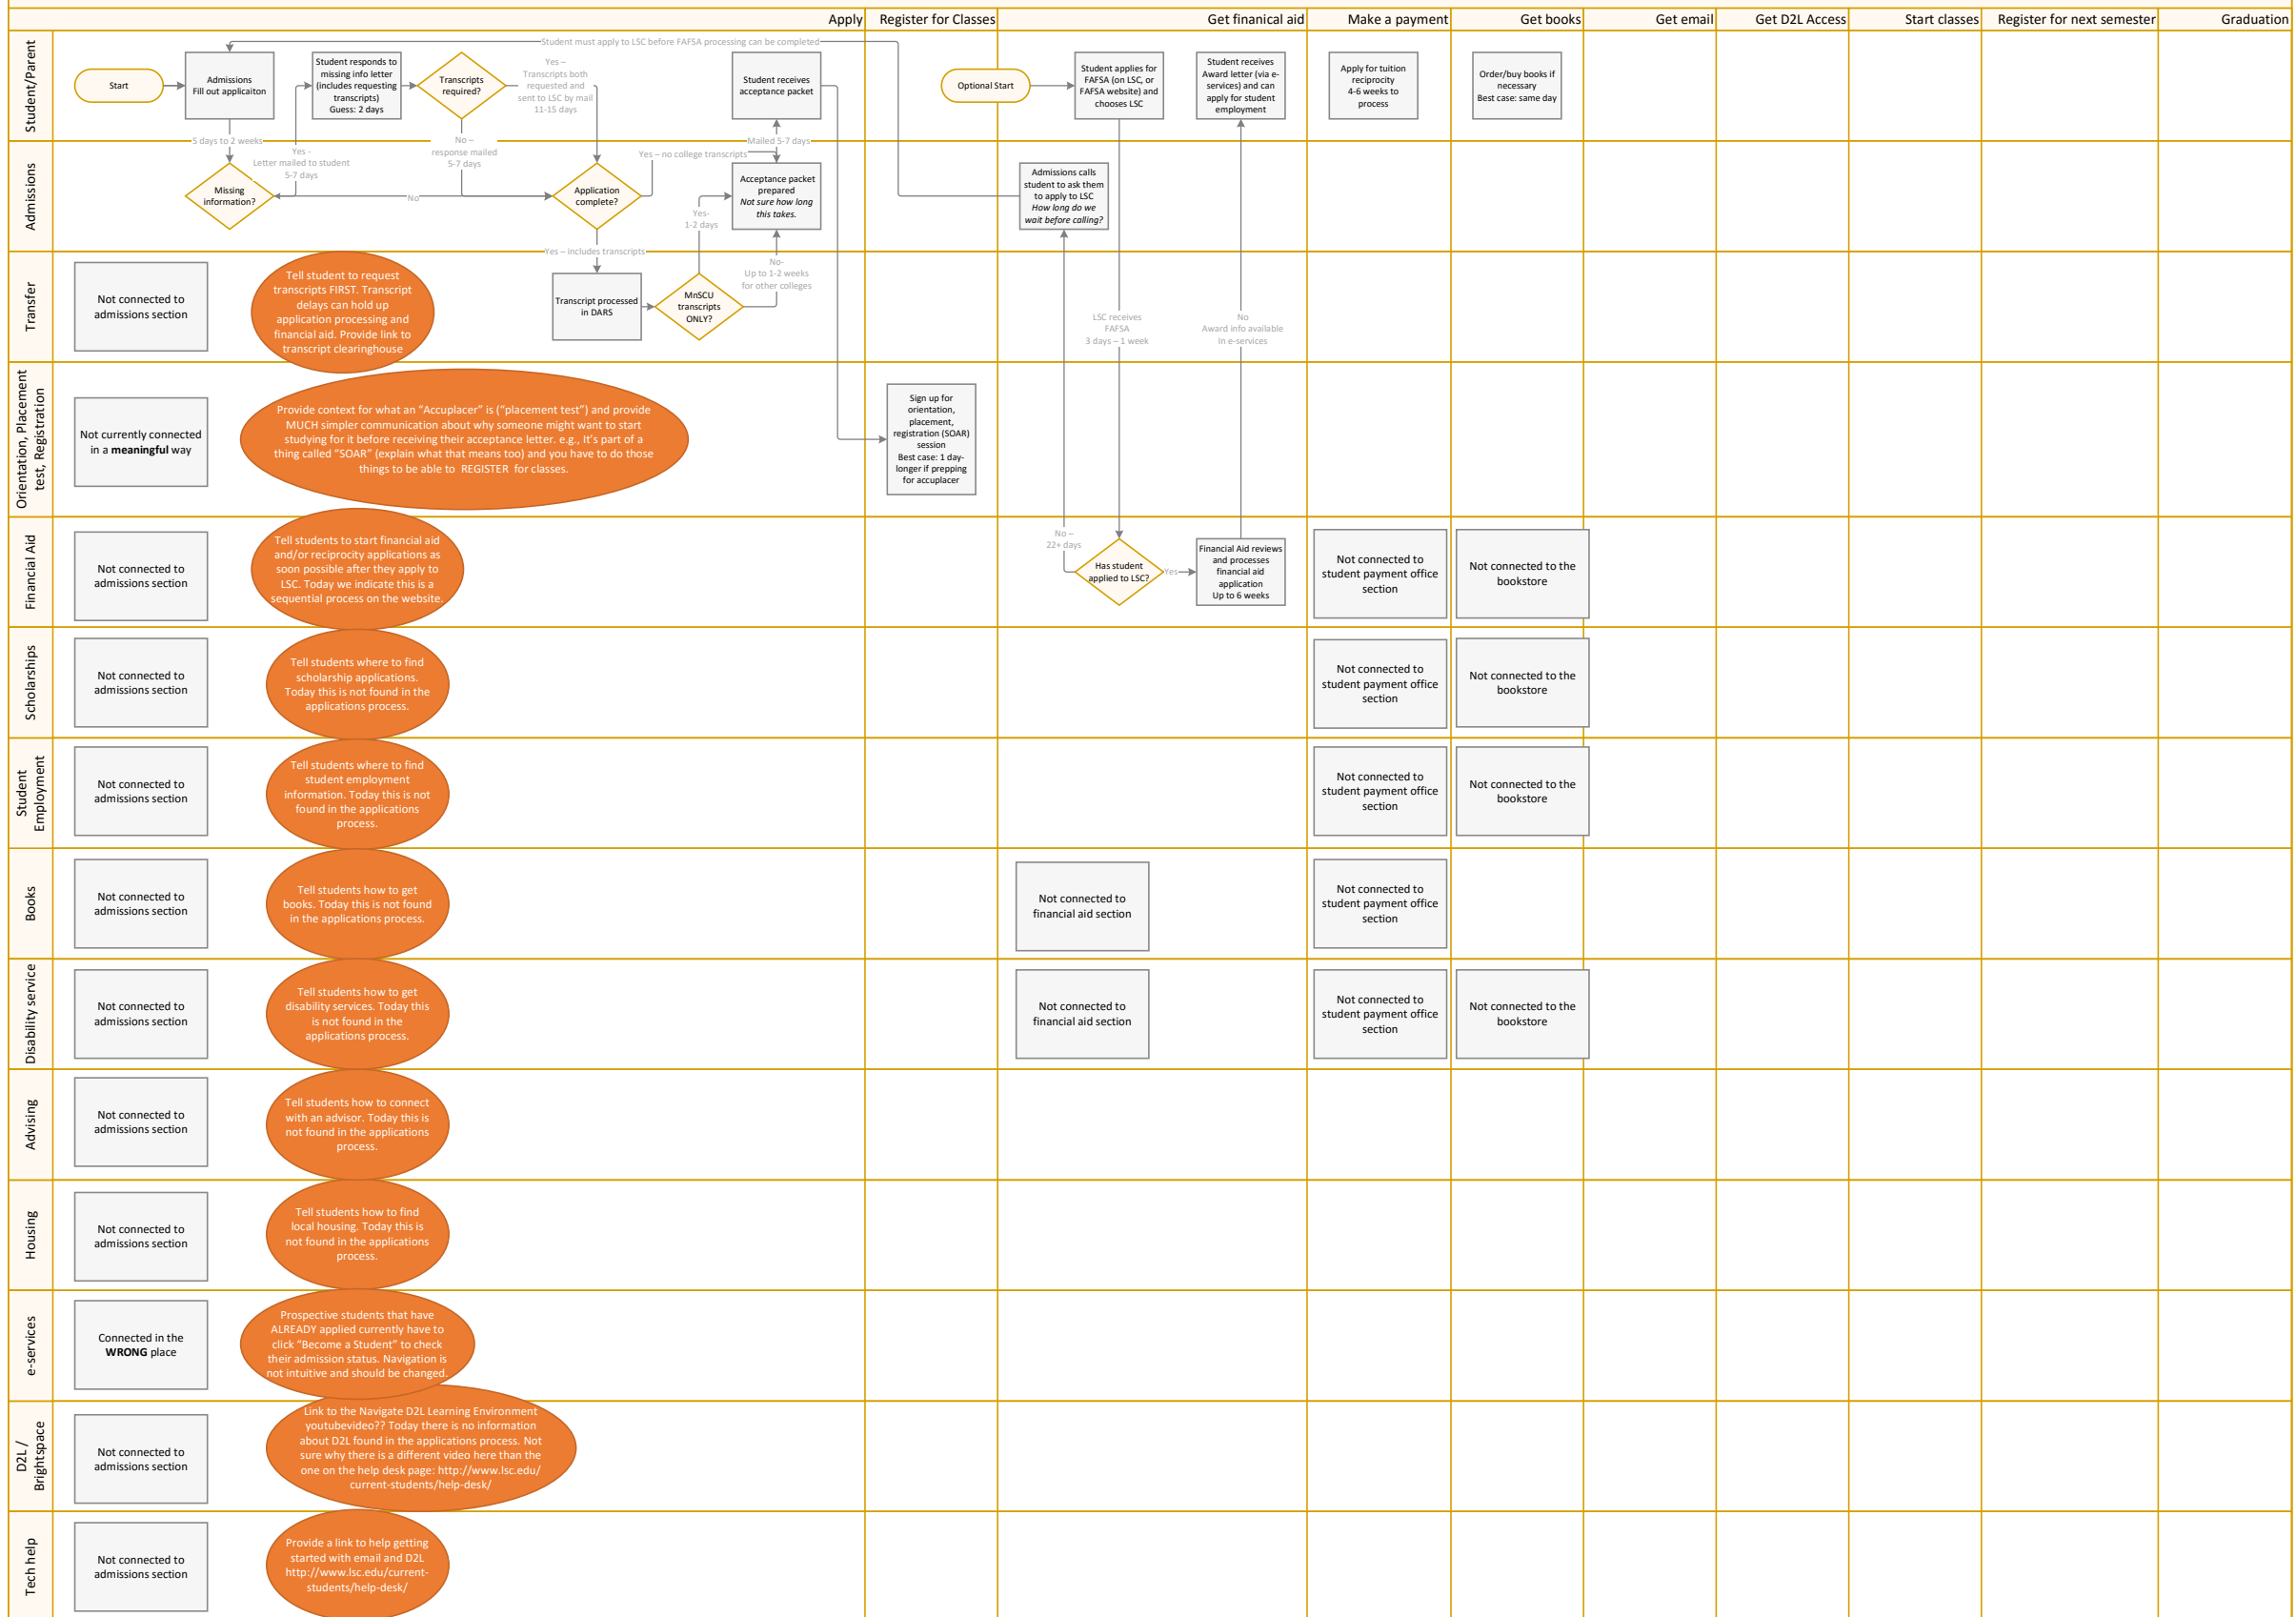 Apply
Register for Classes
Get finanical aid
Make a payment
Get books
Get email
Get D2L Access
Start classes
Register for next semester
Graduation
Student/Parent
Start
Admissions
Fill out applicaiton
Student responds to
missing info letter
(includes requesting
transcripts)
Guess: 2 days
Transcripts
required?
Yes –
Transcripts both
requested and
sent to LSC by mail
11-15 days
Student must apply to LSC before FAFSA processing can be completed
Student receives
acceptance packet
Optional Start
Student applies for
FAFSA (on LSC, or
FAFSA website) and
chooses LSC
Student receives
Award letter (via e-
services) and can
apply for student
employment
Apply for tuition
reciprocity
4-6 weeks to
process
Order/buy books if
necessary
Best case: same day
5 days to 2 weeks
Yes -
Letter mailed to student
5-7 days
No –
response mailed
5-7 days
Mailed 5-7 days
Yes – no college transcripts
Admissions
Missing
information?
No
Application
complete?
Yes-
1-2 days
Acceptance packet
prepared
Not sure how long
this takes.
Admissions calls
student to ask them
to apply to LSC
How long do we
wait before calling?
Yes – includes transcripts
Transfer
Not connected to
admissions section
Tell student to request
transcripts FIRST. Transcript
delays can hold up
application processing and
financial aid. Provide link to
transcript clearinghouse
Transcript processed
in DARS
MnSCU
transcripts
ONLY?
No-
Up to 1-2 weeks
for other colleges
LSC receives
FAFSA
3 days – 1 week
No
Award info available
In e-services
Orientation, Placement
test, Registration
Not currently connected
in a meaningful way
Provide context for what an “Accuplacer” is (“placement test”) and provide
MUCH simpler communication about why someone might want to start
studying for it before receiving their acceptance letter. e.g., It’s part of a
thing called “SOAR” (explain what that means too) and you have to do those
things to be able to REGISTER for classes.
Sign up for
orientation,
placement,
registration (SOAR)
session
Best case: 1 day-
longer if prepping
for accuplacer
Financial Aid
Not connected to
admissions section
Tell students to start financial aid
and/or reciprocity applications as
soon possible after they apply to
LSC. Today we indicate this is a
sequential process on the website.
No –
22+ days
Has student
applied to LSC?
Yes
Financial Aid reviews
and processes
financial aid
application
Up to 6 weeks
Not connected to
student payment office
section
Not connected to the
bookstore
Scholarships
Not connected to
admissions section
Tell students where to find
scholarship applications.
Today this is not found in the
applications process.
Not connected to
student payment office
section
Not connected to the
bookstore
Student
Employment
Not connected to
admissions section
Tell students where to find
student employment
information. Today this is not
found in the applications
process.
Not connected to
student payment office
section
Not connected to the
bookstore
Books
Not connected to
admissions section
Tell students how to get
books. Today this is not found
in the applications process.
Not connected to
financial aid section
Not connected to
student payment office
section
Disability service
Not connected to
admissions section
Tell students how to get
disability services. Today this
is not found in the
applications process.
Not connected to
financial aid section
Not connected to
student payment office
section
Not connected to the
bookstore
Advising
Not connected to
admissions section
Tell students how to connect
with an advisor. Today this is
not found in the applications
process.
Housing
Not connected to
admissions section
Tell students how to find
local housing. Today this is
not found in the applications
process.
e-services
Connected in the
WRONG place
Prospective students that have
ALREADY applied currently have to
click “Become a Student” to check
their admission status. Navigation is
not intuitive and should be changed.
D2L /
Brightspace
Not connected to
admissions section
Link to the Navigate D2L Learning Environment
youtubevideo?? Today there is no information
about D2L found in the applications process. Not
sure why there is a different video here than the
one on the help desk page: http://www.lsc.edu/
current-students/help-desk/
Tech help
Not connected to
admissions section
Provide a link to help getting
started with email and D2L
http://www.lsc.edu/current-
students/help-desk/